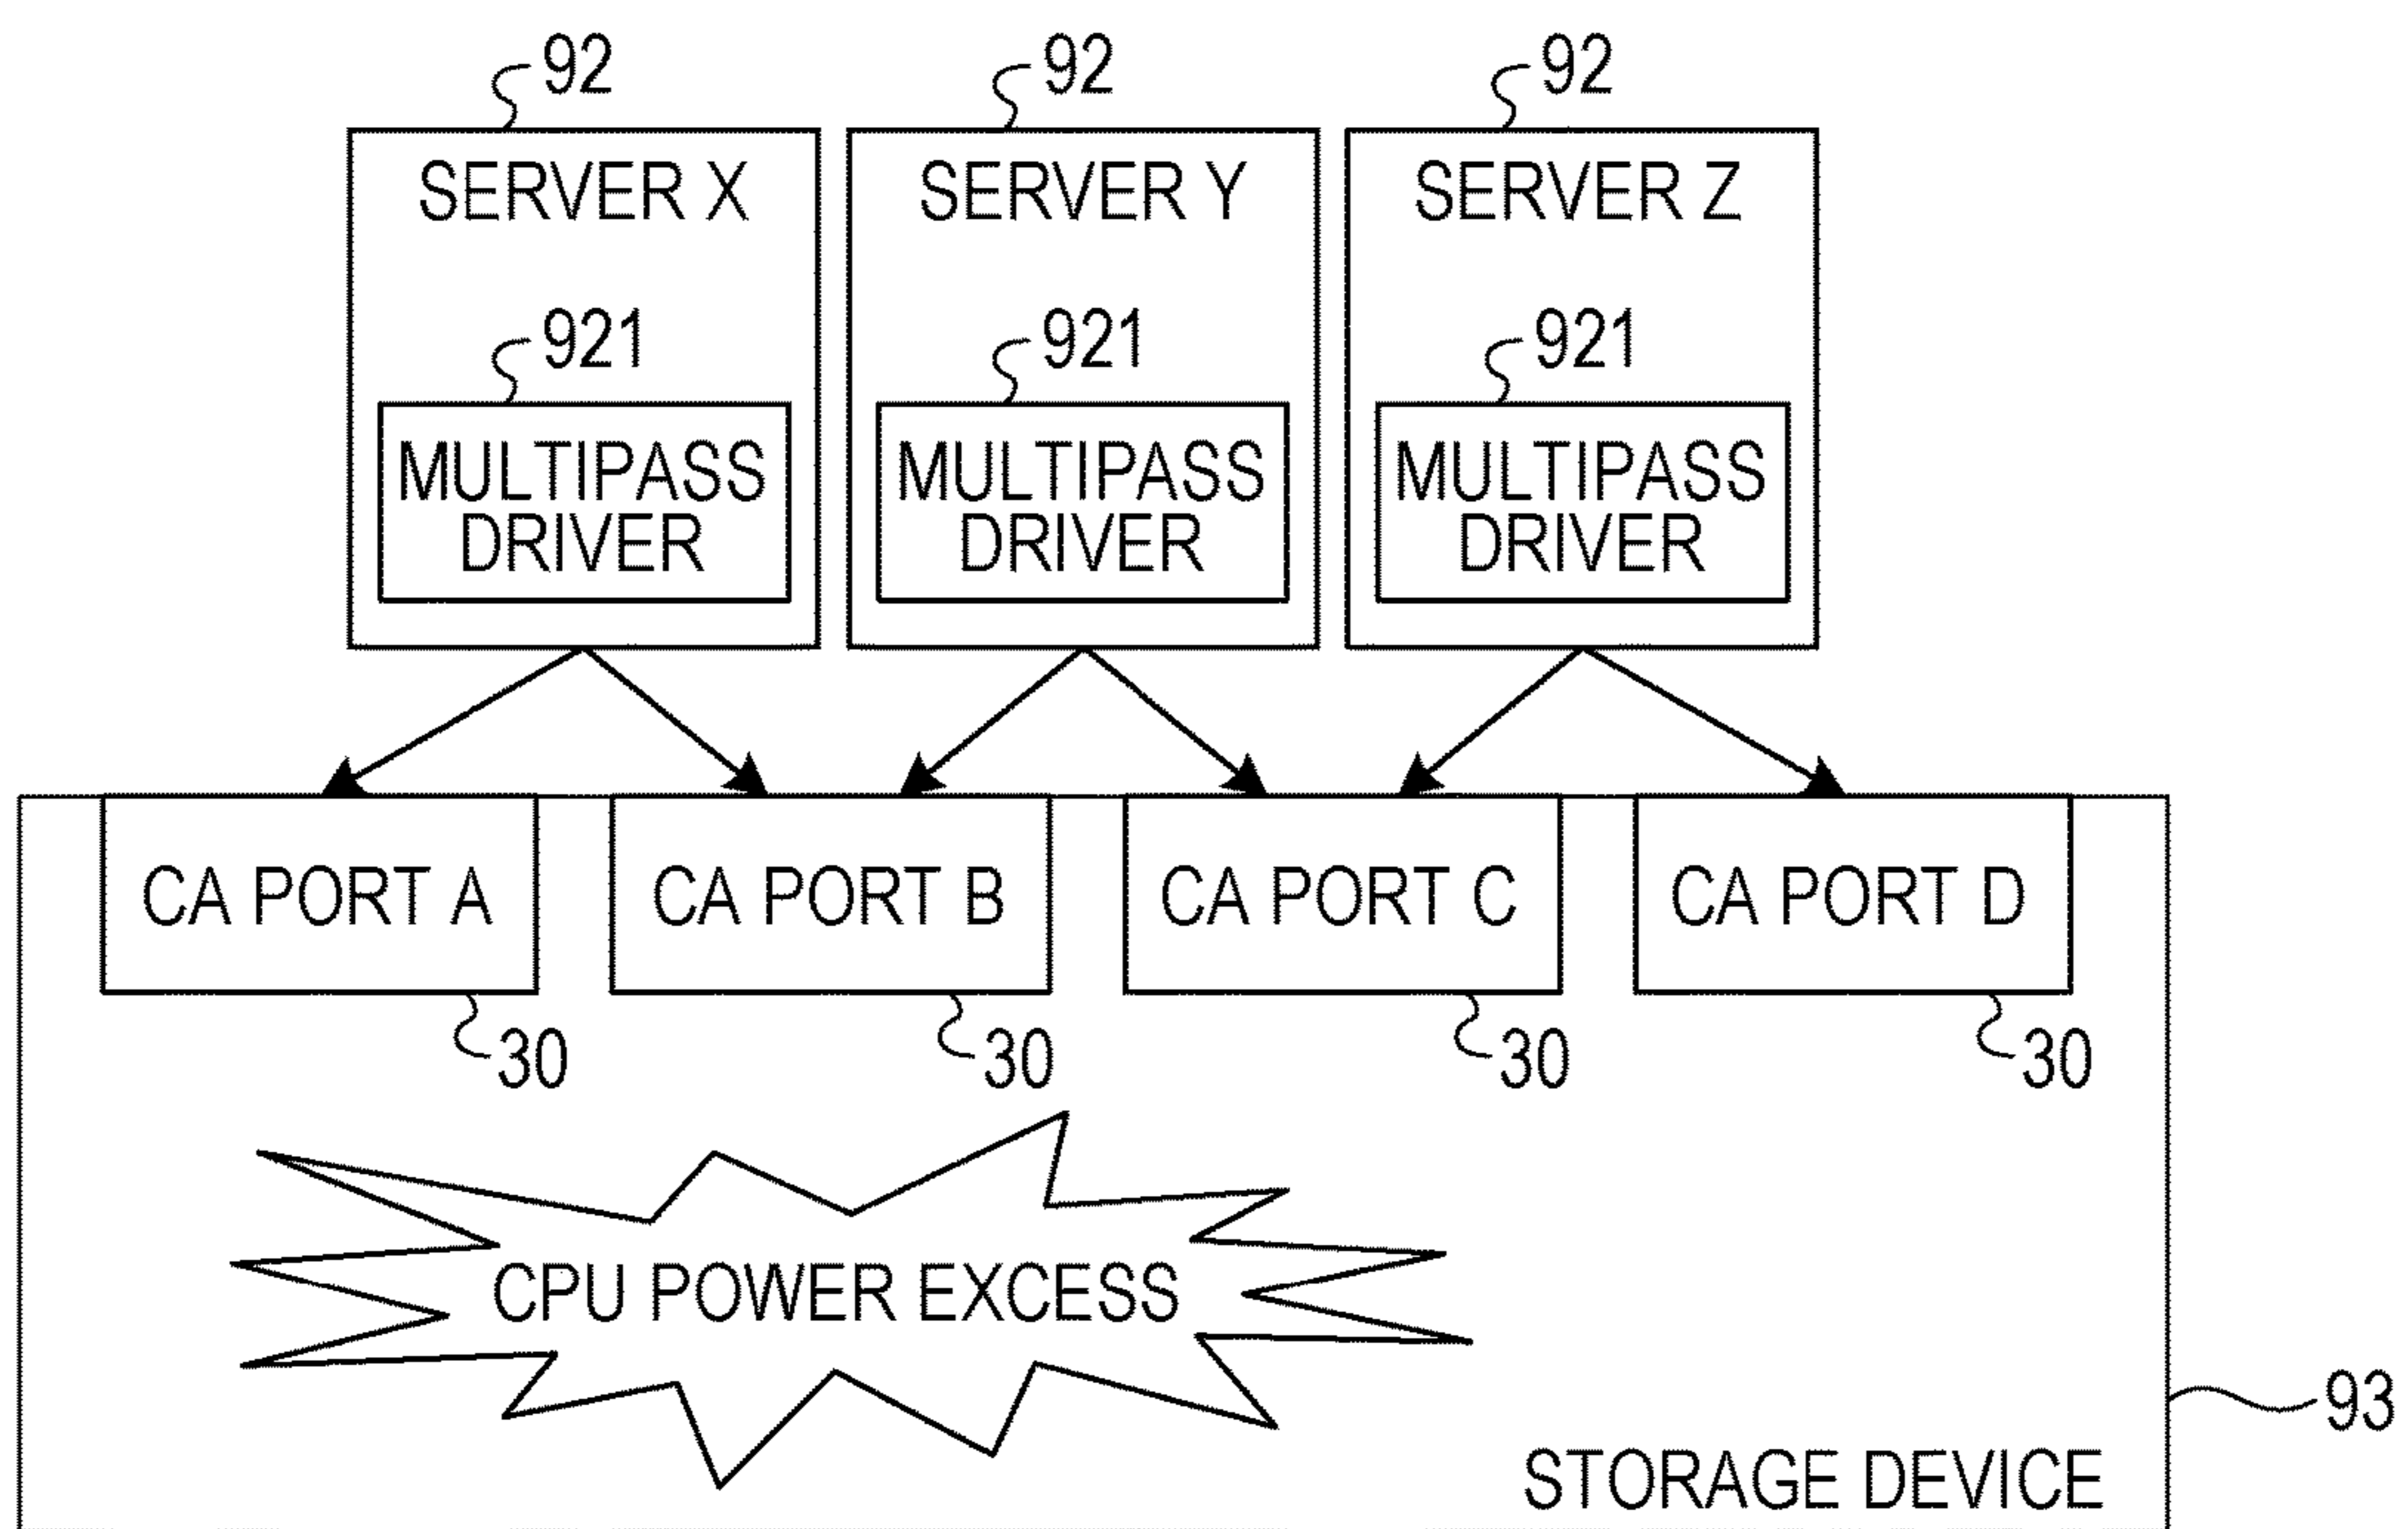 92 92 92
SERVER X SERVER Y SERVER Z
921 921 921
MULTIPASS DRIVER MULTIPASS DRIVER MULTIPASS DRIVER
CA PORT A CA PORT B CA PORT C CA PORT D
30 30 30 30
CPU POWER EXCESS
93
STORAGE DEVICE